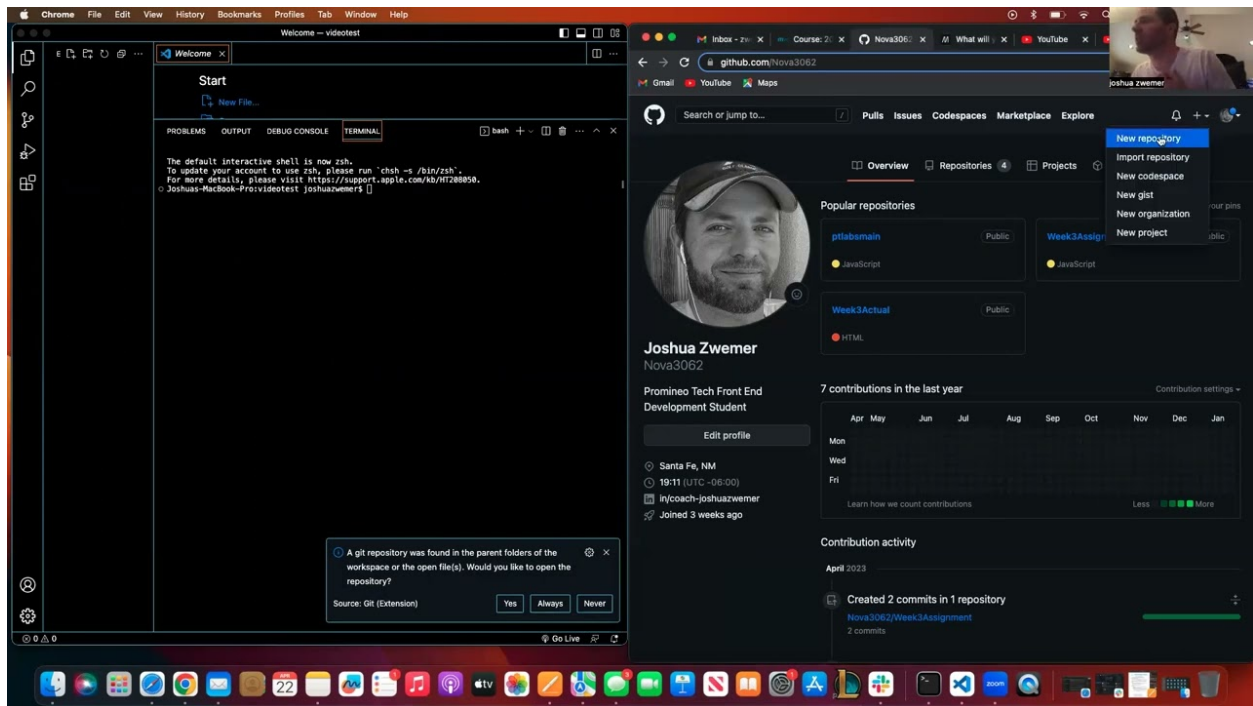 Chrome File Edit View History Bookmarks Profiles Tab Window Help
Welcome — videotest
Welcome
Start
New File...
PROBLEMS OUTPUT DEBUG CONSOLE TERMINAL
bash
The default interactive shell is now zsh.
To update your account to use zsh, please run `chsh -s /bin/zsh`.
For more details, please visit https://support.apple.com/kb/HT208050.
Joshuas-MacBook-Pro:videotest joshuazwemer$
A git repository was found in the parent folders of the
workspace or the open file(s). Would you like to open the
repository?
Source: Git (Extension)
Yes Always Never
0 0
Go Live
Inbox - zw Course: 2 Nova306 What will YouTube
github.com/Nova3062
Gmail YouTube Maps
joshua zwemer
Search or jump to... /
Pulls Issues Codespaces Marketplace Explore
New repository
Import repository
New codespace
New gist
New organization
New project
Overview Repositories 4 Projects
Popular repositories
your pins
ptlabsmain Public
JavaScript
Week3Assig
JavaScript
Week3Actual Public
HTML
Joshua Zwemer
Nova3062
Promineo Tech Front End
Development Student
Edit profile
Santa Fe, NM
19:11 (UTC -06:00)
in/coach-joshuazwemer
Joined 3 weeks ago
7 contributions in the last year
Contribution settings
Apr May Jun Jul Aug Sep Oct Nov Dec Jan
Mon
Wed
Fri
Learn how we count contributions
Less More
Contribution activity
April 2023
Created 2 commits in 1 repository
Nova3062/Week3Assignment
2 commits
APR
22
tv
zoom